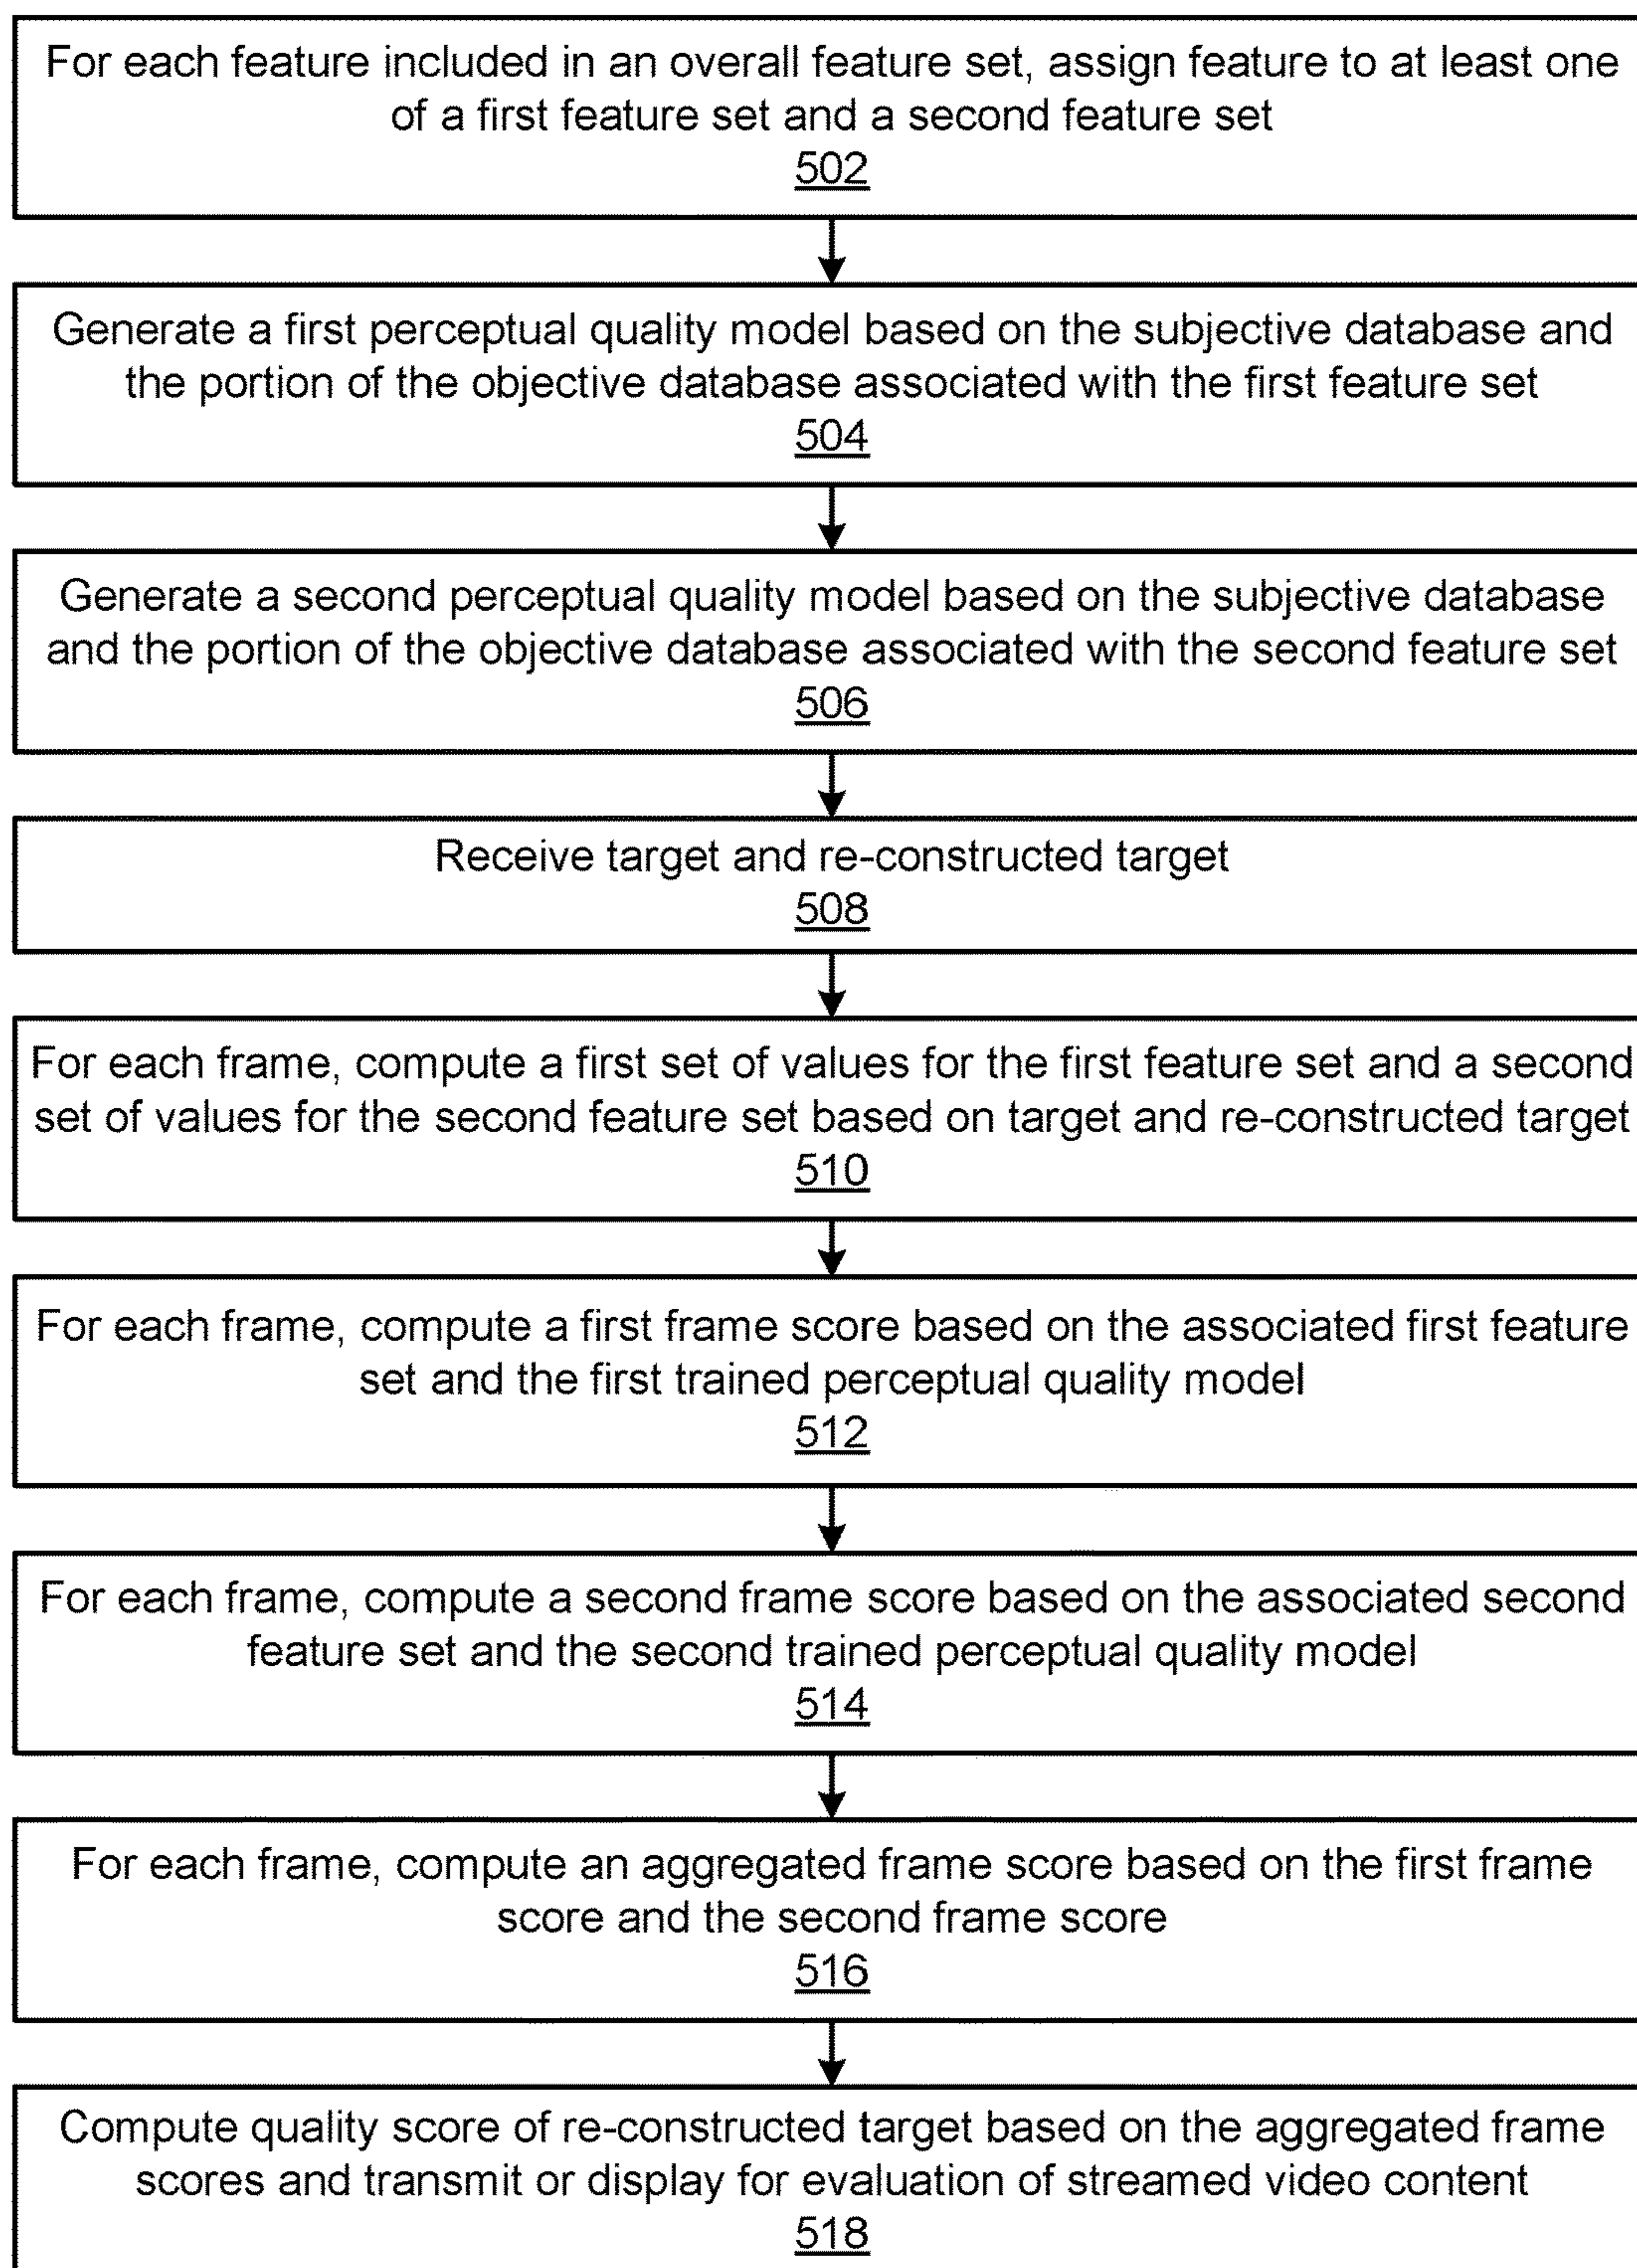 For each feature included in an overall feature set, assign feature to at least one
of a first feature set and a second feature set
502
Generate a first perceptual quality model based on the subjective database and
the portion of the objective database associated with the first feature set
504
Generate a second perceptual quality model based on the subjective database
and the portion of the objective database associated with the second feature set
506
Receive target and re-constructed target
508
For each frame, compute a first set of values for the first feature set and a second
set of values for the second feature set based on target and re-constructed target
510
For each frame, compute a first frame score based on the associated first feature
set and the first trained perceptual quality model
512
For each frame, compute a second frame score based on the associated second
feature set and the second trained perceptual quality model
514
For each frame, compute an aggregated frame score based on the first frame
score and the second frame score
516
Compute quality score of re-constructed target based on the aggregated frame
scores and transmit or display for evaluation of streamed video content
518